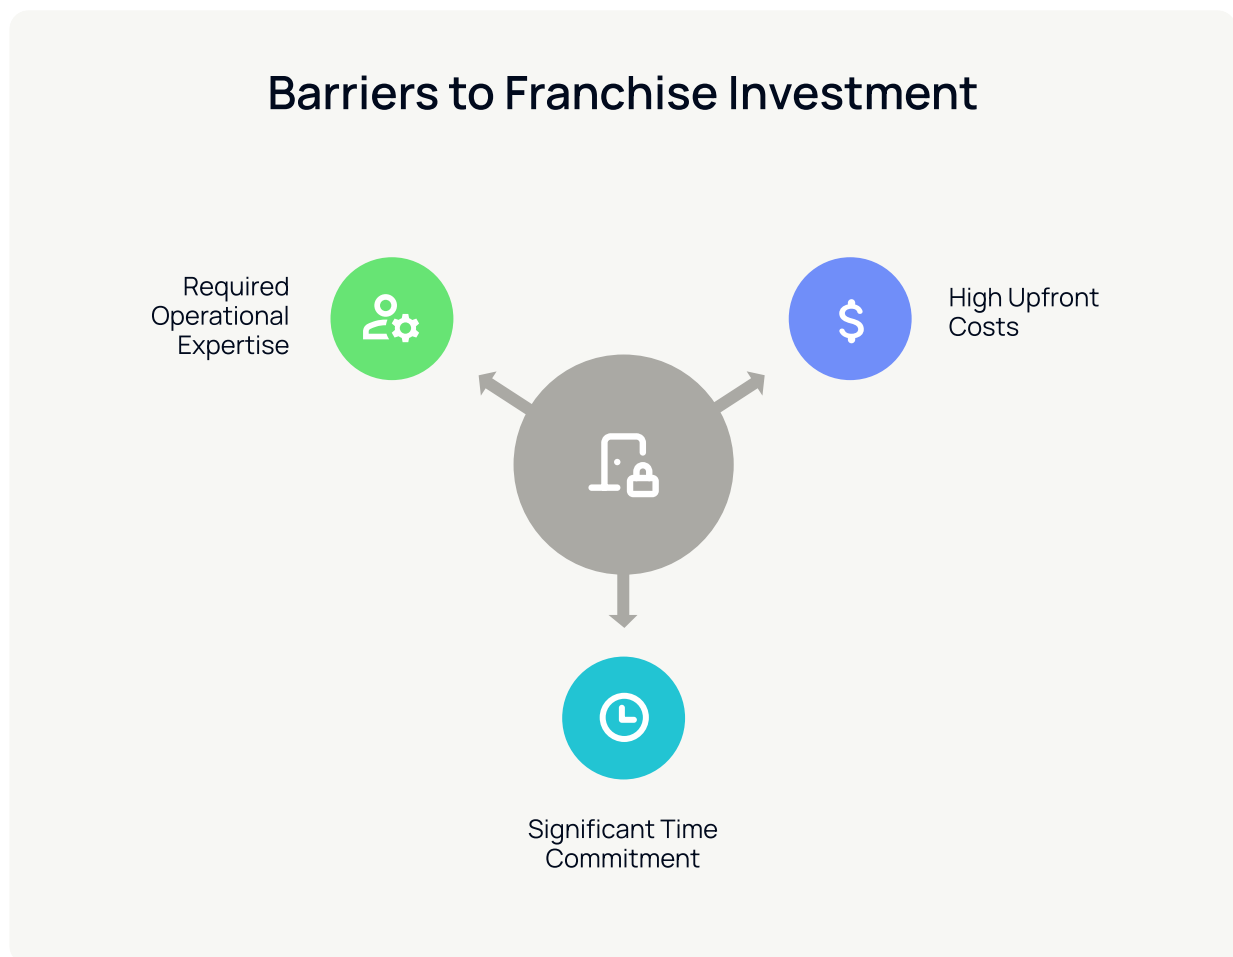 Barriers to Franchise Investment
Required
Operational
Expertise
High Upfront
Costs
Significant Time
Commitment